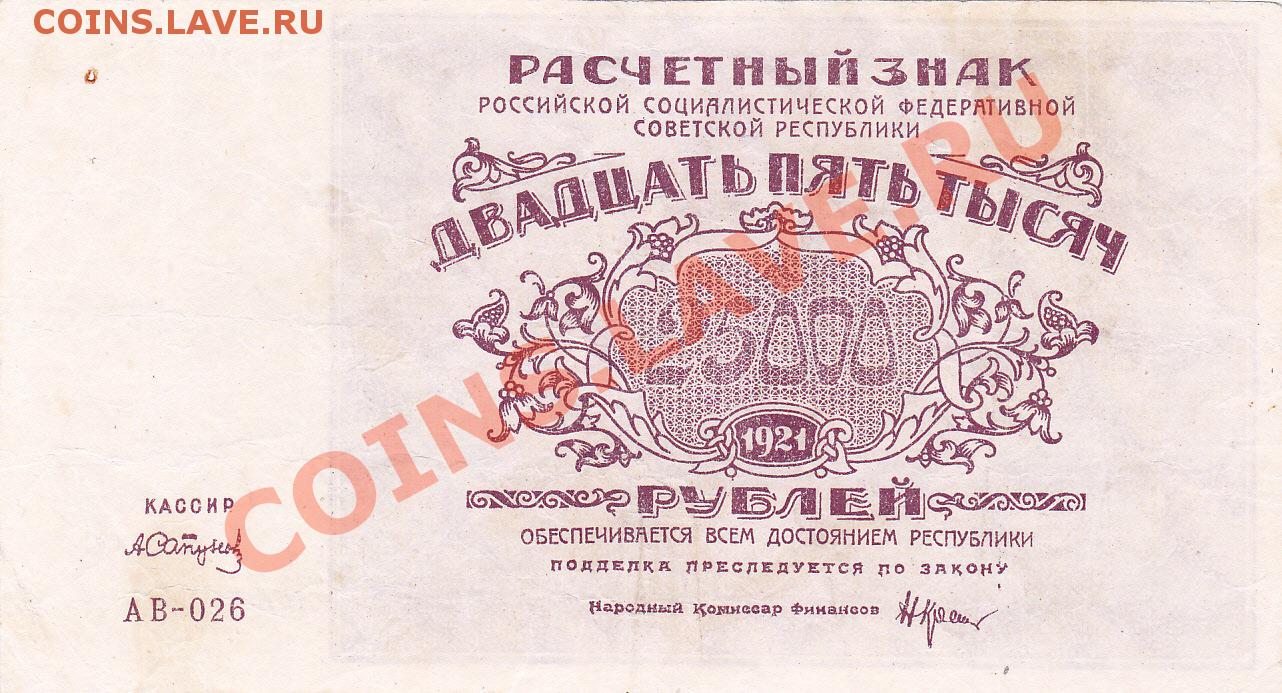 COINS.LAVE.RU
РАСЧЕТНЫЙ ЗНАК
РОССИЙСКОЙ СОЦИАЛИСТИЧЕСКОЙ ФЕДЕРАТИВНОЙ
СОВЕТСКОЙ РЕСПУБЛИКИ
ДВАДЦАТЬ ПЯТЬ ТЫСЯЧ
25000
1921
РУБЛЕЙ
ОБЕСПЕЧИВАЕТСЯ ВСЕМ ДОСТОЯНИЕМ РЕСПУБЛИКИ
ПОДДЕЛКА ПРЕСЛЕДУЕТСЯ ПО ЗАКОНУ
Народный Комиссар Финансов
КАССИР
АВ-026
COINS.LAVE.RU